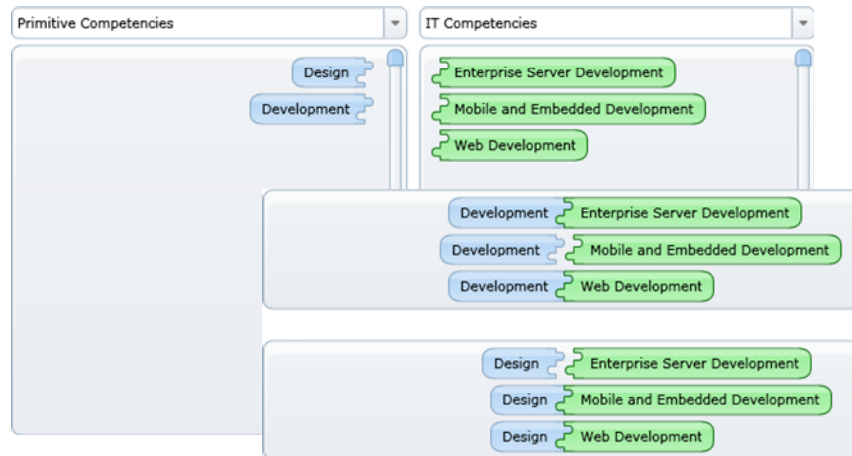 Primitive Competencies
IT Competencies
Design
Enterprise Server Development
Development
Mobile and Embedded Development
Web Development
Development Enterprise Server Development
Development Mobile and Embedded Development
Development Web Development
Design Enterprise Server Development
Design Mobile and Embedded Development
Design Web Development